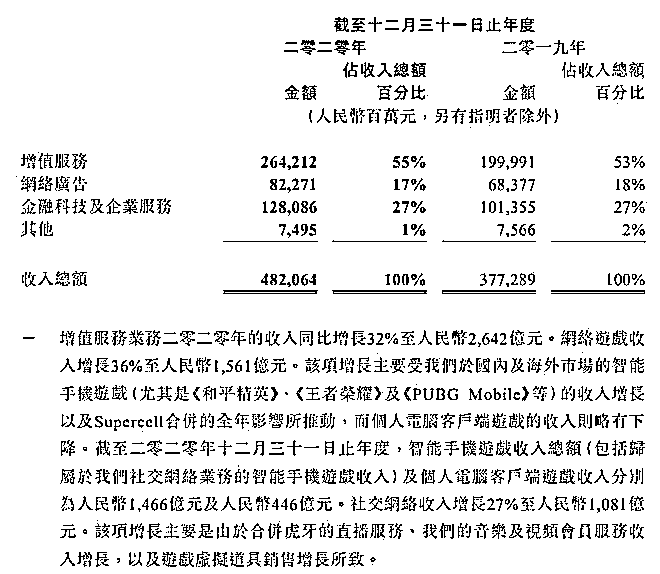 截至十二月三十一日止年度
二零二零年 二零一九年
佔收入總額 佔收入總額
金額 百分比 金額 百分比
(人民幣百萬元，另有指明者除外)
增值服務 264,212 55% 199,991 53%
網絡廣告 82,271 17% 68,377 18%
金融科技及企業服務 128,086 27% 101,355 27%
其他 7,495 1% 7,566 2%
收入總額 482,064 100% 377,289 100%
— 增值服務業務二零二零年的收入同比增長32%至人民幣2,642億元。網絡遊戲收
入增長36%至人民幣1,561億元。該項增長主要受我們於國內及海外市場的智能
手機遊戲(尤其是《和平精英》、《王者榮耀》及《PUBG Mobile》等)的收入增長
以及Supercell合併的全年影響所推動，而個人電腦客戶端遊戲的收入則略有下
降。截至二零二零年十二月三十一日止年度，智能手機遊戲收入總額(包括歸
屬於我們社交網絡業務的智能手機遊戲收入)及個人電腦客戶端遊戲收入分別
為人民幣1,466億元及人民幣446億元。社交網絡收入增長27%至人民幣1,081億
元。該項增長主要是由於合併虎牙的直播服務、我們的音樂及視頻會員服務收
入增長，以及遊戲虛擬道具銷售增長所致。